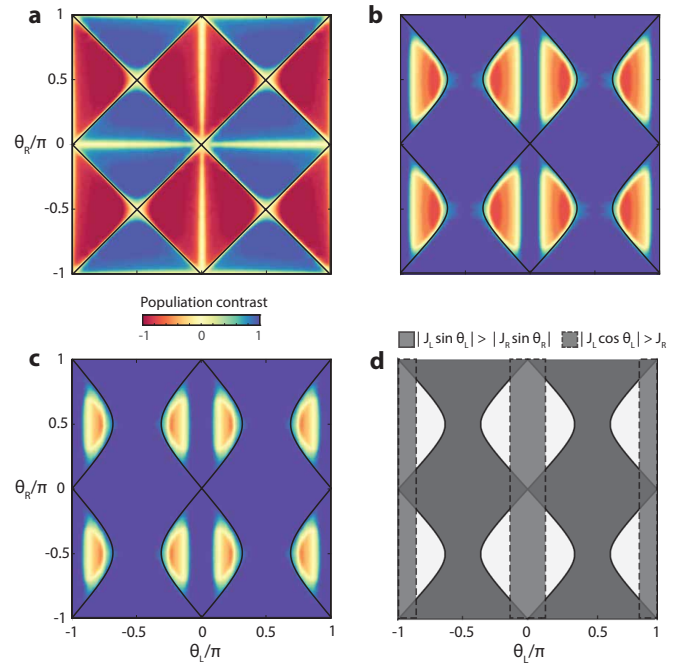 a
b
1
0.5
θR/π 0
-0.5
-1
Populiation contrast
-1 0 1
| JL sin θL| > | JR sin θR| | JL cos θL| > JR
c
d
1
0.5
θR/π 0
-0.5
-1
-1 -0.5 0 0.5 1
-1 -0.5 0 0.5 1
θL/π
θL/π